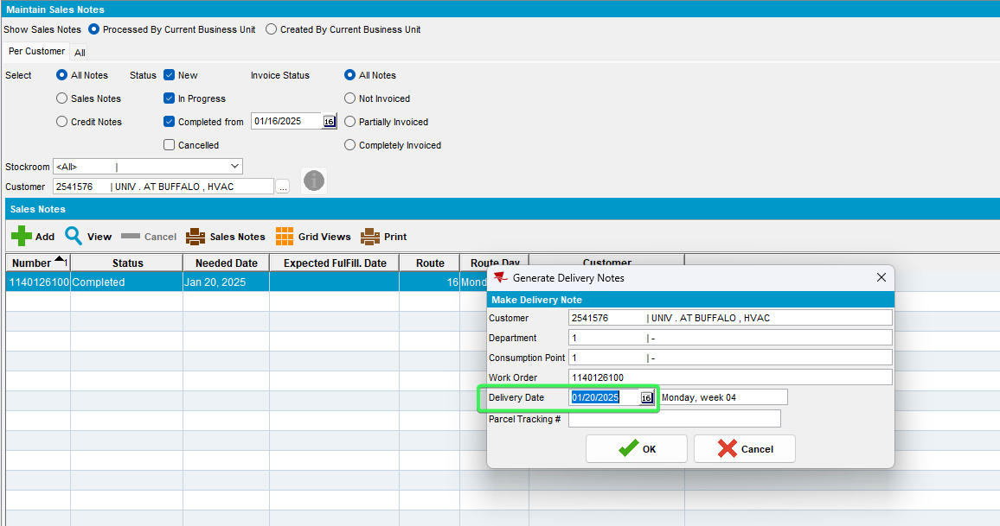 Maintain Sales Notes
Show Sales Notes Processed By Current Business Unit Created By Current Business Unit
Per Customer All
Select All Notes Status New Invoice Status All Notes
Sales Notes In Progress Not Invoiced
Credit Notes Completed from 01/16/2025 16 Partially Invoiced
Cancelled Completely Invoiced
Stockroom <All> |
Customer 2541576 | UNIV . AT BUFFALO , HVAC ...
Sales Notes
Add View Cancel Sales Notes Grid Views Print
Number 1 Status Needed Date Expected FulFill. Date Route Route Day Customer
1140126100 Completed Jan 20, 2025 16 Mond
Generate Delivery Notes
Make Delivery Note
Customer 2541576 | UNIV . AT BUFFALO , HVAC
Department 1 | -
Consumption Point 1 | -
Work Order 1140126100
Delivery Date 01/20/2025 16 Monday, week 04
Parcel Tracking #
OK Cancel